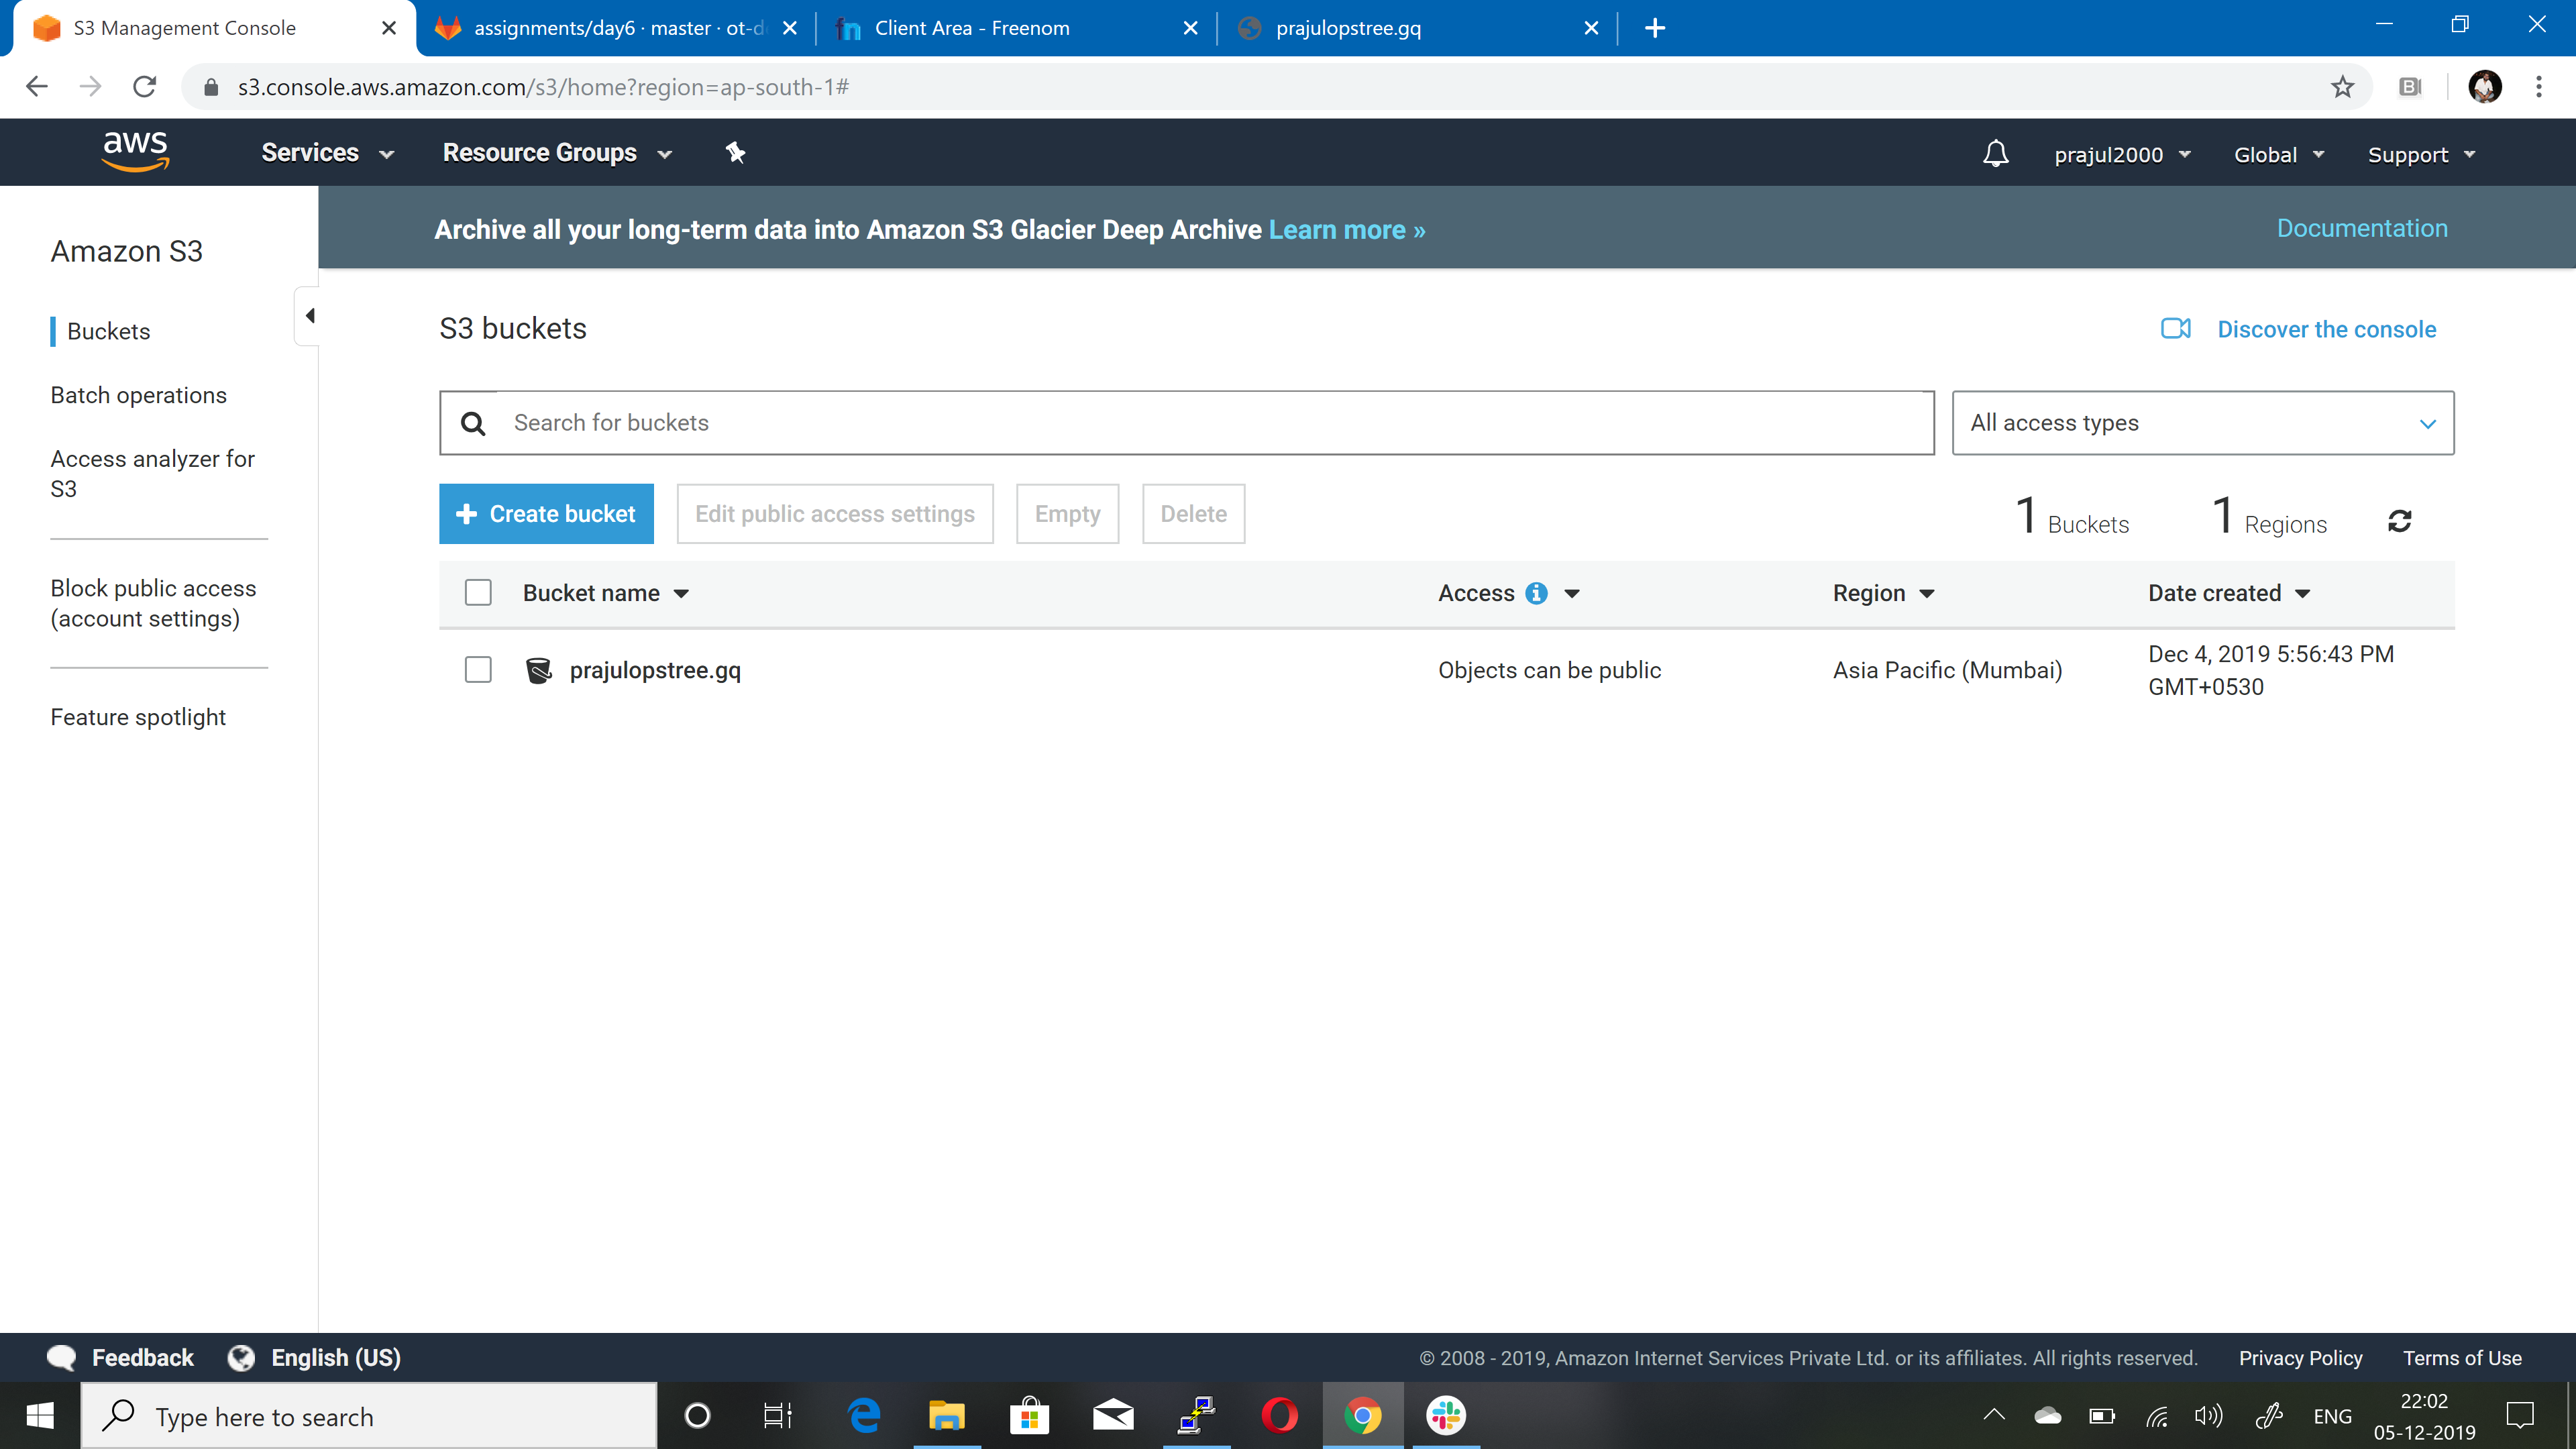 S3 Management Console
assignments/day6 · master · ot-d
Client Area - Freenom
prajulopstree.gq
s3.console.aws.amazon.com/s3/home?region=ap-south-1#
aws
Services
Resource Groups
prajul2000
Global
Support
Amazon S3
Buckets
Batch operations
Access analyzer for
S3
Block public access
(account settings)
Feature spotlight
Archive all your long-term data into Amazon S3 Glacier Deep Archive Learn more »
Documentation
S3 buckets
Discover the console
Search for buckets
All access types
Create bucket
Edit public access settings
Empty
Delete
1 Buckets
1 Regions
Bucket name
Access
Region
Date created
prajulopstree.gq
Objects can be public
Asia Pacific (Mumbai)
Dec 4, 2019 5:56:43 PM
GMT+0530
Feedback
English (US)
© 2008 - 2019, Amazon Internet Services Private Ltd. or its affiliates. All rights reserved.
Privacy Policy
Terms of Use
Type here to search
ENG
22:02
05-12-2019